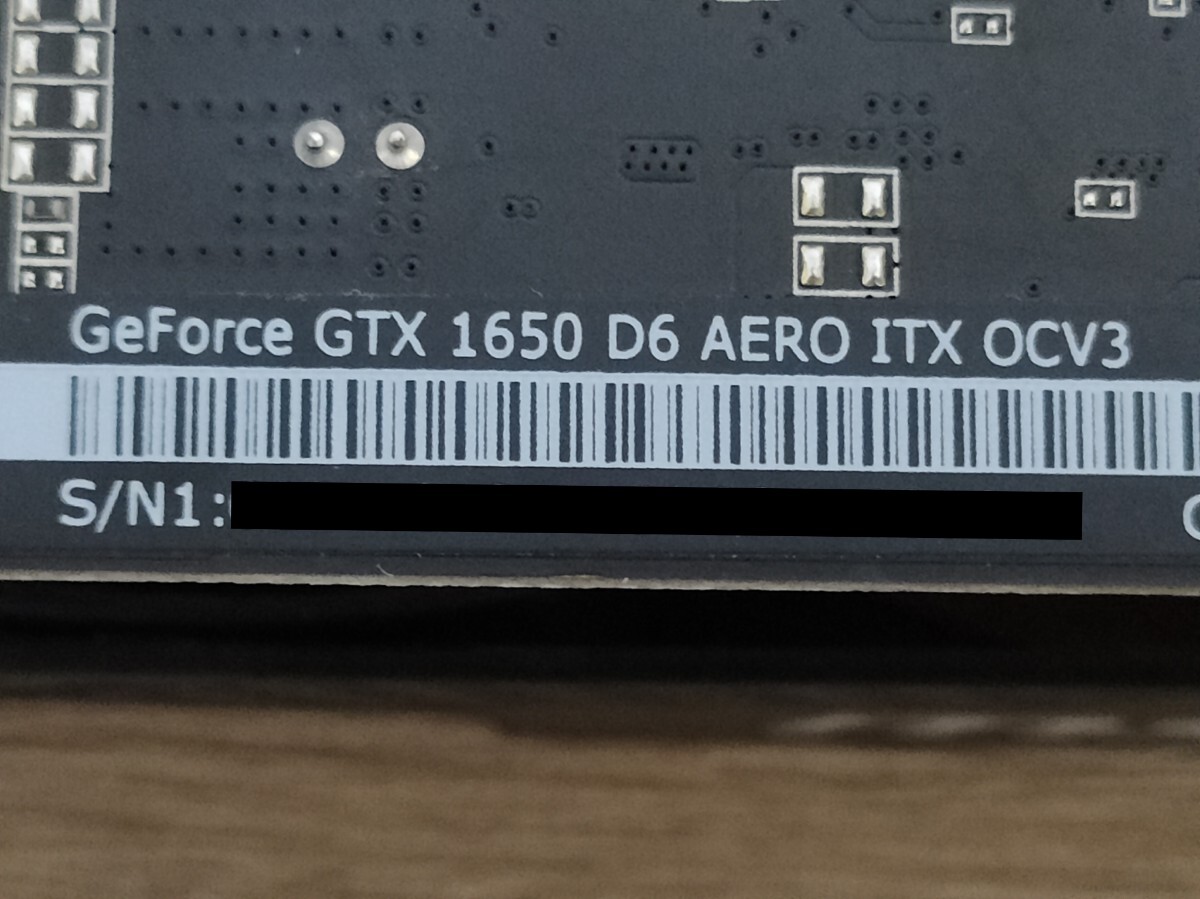 GeForce GTX 1650 D6 AERO ITX OCV3
S/N1: